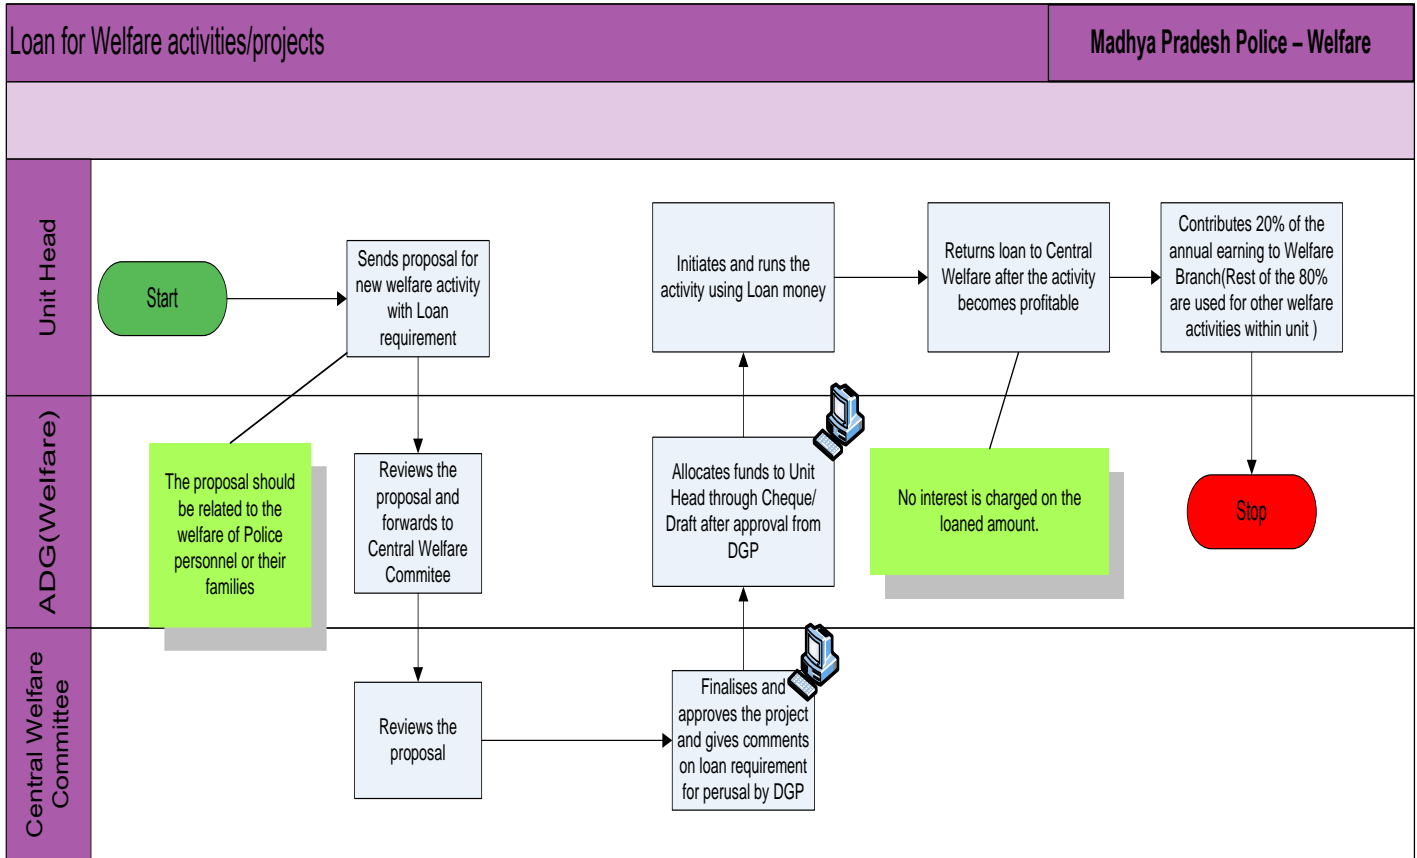 Loan for Welfare activities/projects
Madhya Pradesh Police – Welfare
Unit Head
Start
Sends proposal for
new welfare activity
with Loan
requirement
Initiates and runs the
activity using Loan money
Returns loan to Central
Welfare after the activity
becomes profitable
Contributes 20% of the
annual earning to Welfare
Branch(Rest of the 80%
are used for other welfare
activities within unit )
ADG(Welfare)
The proposal should
be related to the
welfare of Police
personnel or their
families
Reviews the
proposal and
forwards to
Central Welfare
Commitee
Allocates funds to Unit
Head through Cheque/
Draft after approval from
DGP
No interest is charged on the
loaned amount.
Stop
Central Welfare
Committee
Reviews the
proposal
Finalises and
approves the project
and gives comments
on loan requirement
for perusal by DGP